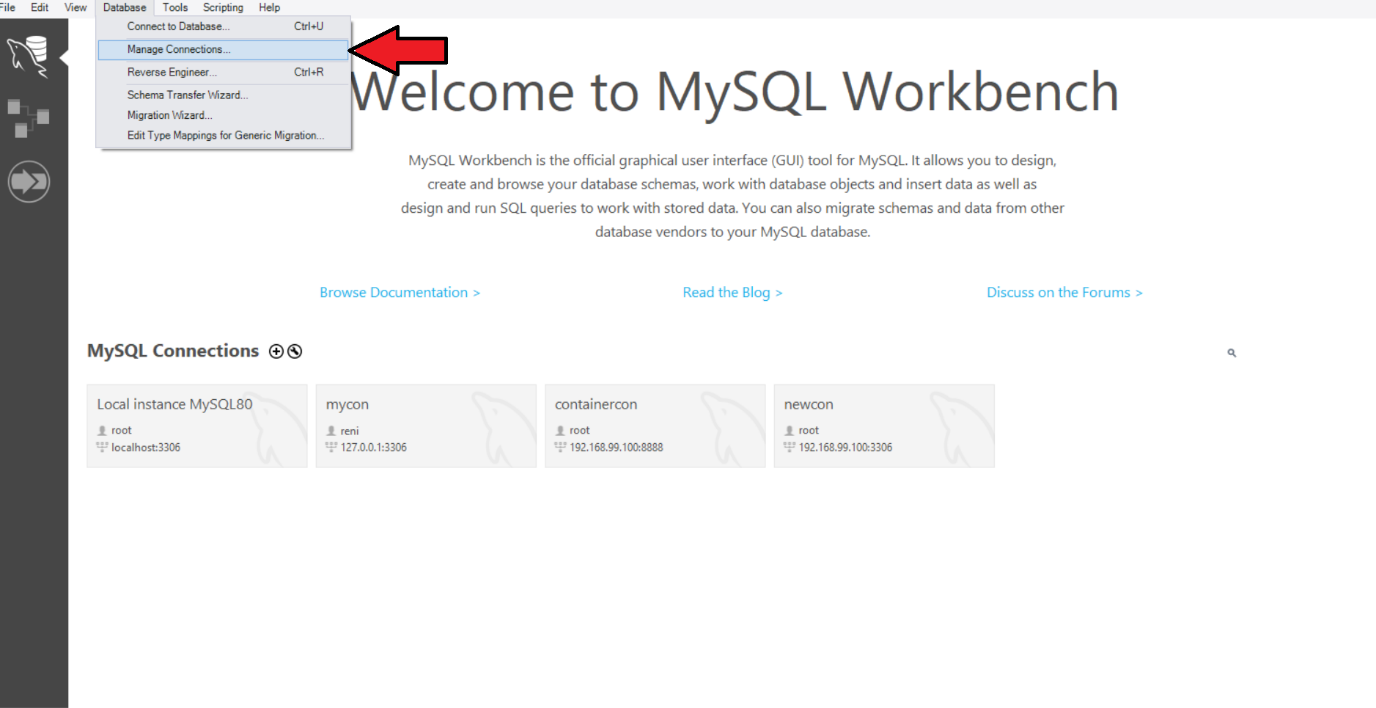 File Edit View Database Tools Scripting Help
Connect to Database... Ctrl+U
Manage Connections...
Reverse Engineer... Ctrl+R
Schema Transfer Wizard...
Migration Wizard...
Edit Type Mappings for Generic Migration...
Welcome to MySQL Workbench
MySQL Workbench is the official graphical user interface (GUI) tool for MySQL. It allows you to design,
create and browse your database schemas, work with database objects and insert data as well as
design and run SQL queries to work with stored data. You can also migrate schemas and data from other
database vendors to your MySQL database.
Browse Documentation > Read the Blog > Discuss on the Forums >
MySQL Connections
Local instance MySQL80
root
localhost:3306
mycon
reni
127.0.0.1:3306
containercon
root
192.168.99.100:8888
newcon
root
192.168.99.100:3306